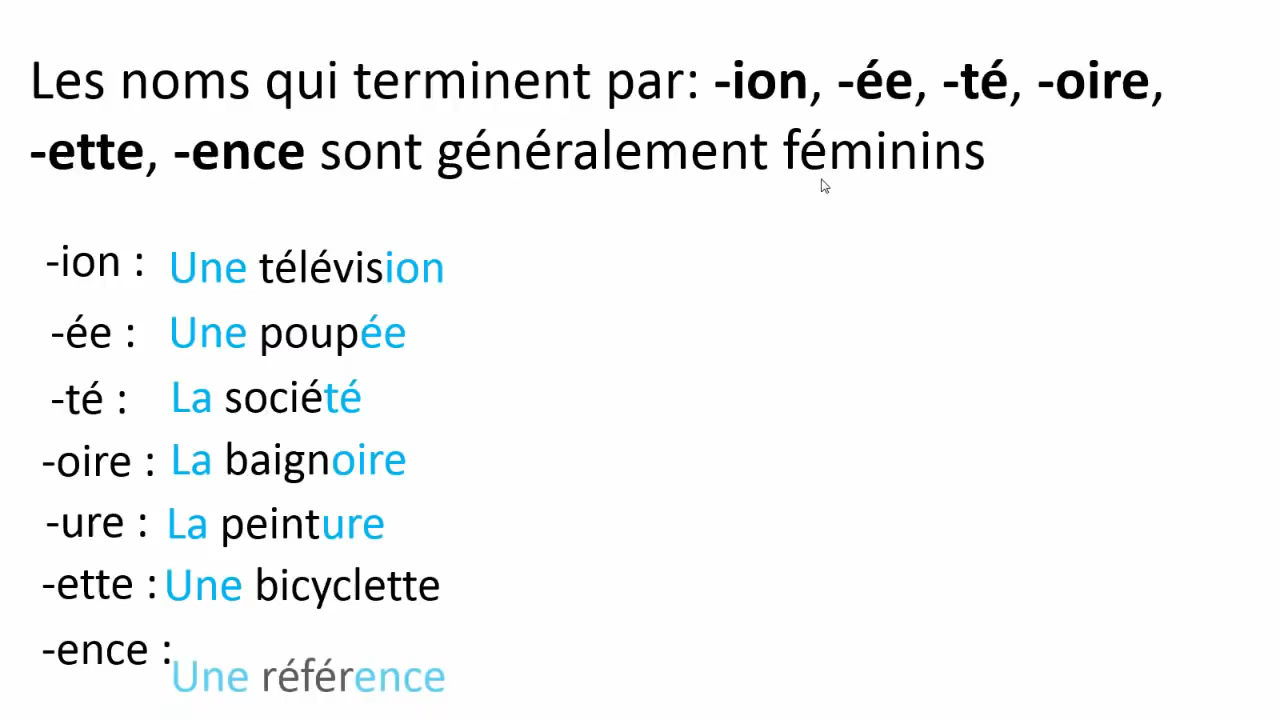 Les noms qui terminent par: -ion, -ée, -té, -oire,
-ette, -ence sont généralement féminins
-ion : Une télévision
-ée : Une poupée
-té : La société
-oire : La baignoire
-ure : La peinture
-ette : Une bicyclette
-ence :
Une référence